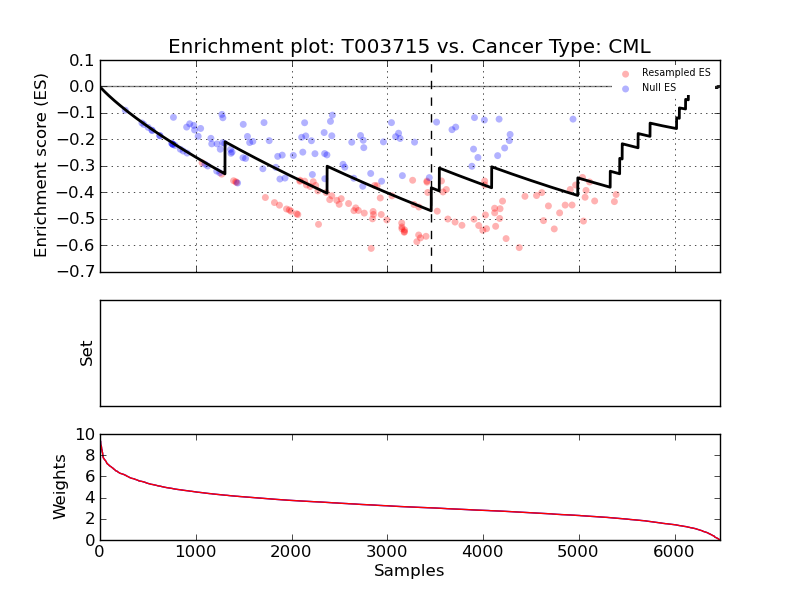 Enrichment plot: T003715 vs. Cancer Type: CML
0.1
0.0
−0.1
−0.2
−0.3
−0.4
−0.5
−0.6
−0.7
Enrichment score (ES)
Resampled ES
Null ES
Set
10
8
6
4
2
0
Weights
0 1000 2000 3000 4000 5000 6000
Samples